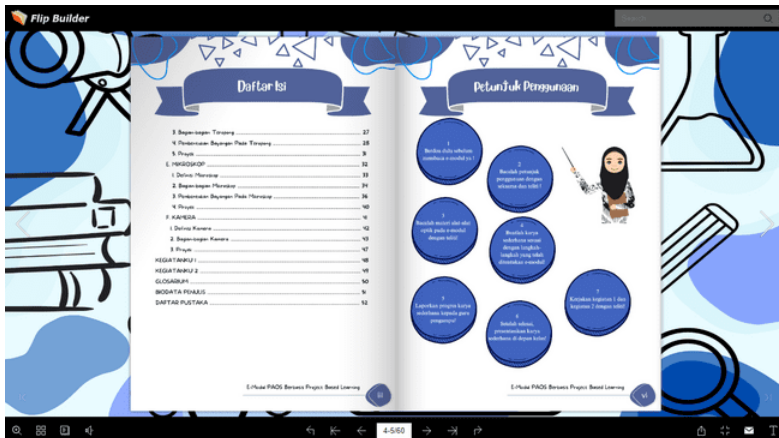 Flip Builder
Search
Daftar Isi
3. Bagian-bagian Teropong 27
4. Pembentukan Bayangan Pada Teropong 28
5. Proyek 31
E. MIKROSKOP 32
1. Definisi Mikroskop 33
2. Bagian-bagian Mikroskop 34
3. Pembentukan Bayangan Pada Mikroskop 36
4. Proyek 40
F. KAMERA 41
1. Definisi Kamera 42
2. Bagian-bagian Kamera 43
3. Proyek 47
KEGIATANKU 1 48
KEGIATANKU 2 49
GLOSARIUM 50
BIODATA PENULIS 51
DAFTAR PUSTAKA 52
E-Modul PAOS Berbasis Project Based Learning
iii
Petunjuk Penggunaan
1
Berdoa dulu sebelum
membaca e-modul ya !
2
Bacalah petunjuk
penggunaan dengan
seksama dan teliti !
3
Bacalah materi alat-alat
optik pada e-modul
dengan teliti!
4
Buatlah karya
sederhana sesuai
dengan langkah-
langkah yang telah
ditentukan e-modul!
5
Laporkan progres karya
sederhana kepada guru
pengampu!
6
Setelah selesai,
presentasikan karya
sederhana di depan kelas!
7
Kerjakan kegiatan 1 dan
kegiatan 2 dengan teliti!
E-Modul PAOS Berbasis Project Based Learning
vi
4-5/60